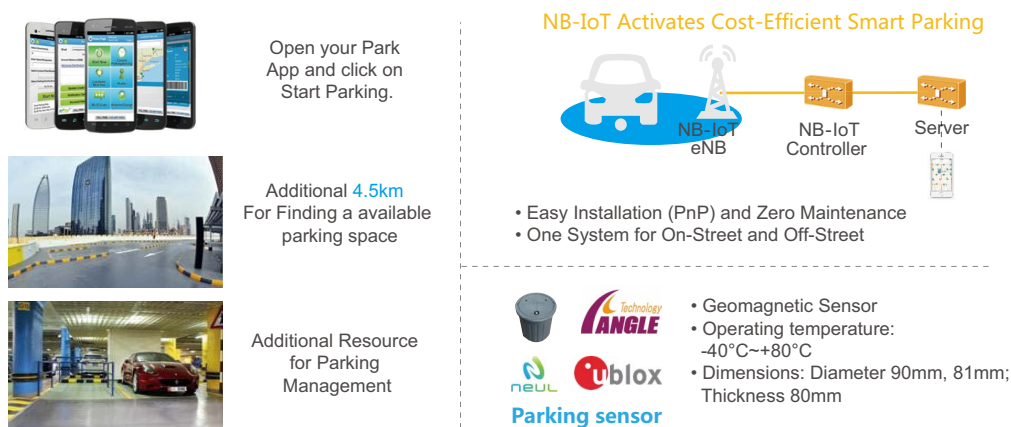 Open your Park
App and click on
Start Parking.
Additional 4.5km
For Finding a available
parking space
Additional Resource
for Parking
Management
NB-IoT Activates Cost-Efficient Smart Parking
NB-IoT
eNB
NB-IoT
Controller
Server
• Easy Installation (PnP) and Zero Maintenance
• One System for On-Street and Off-Street
Technology
TANGLE
neul
ublox
Parking sensor
• Geomagnetic Sensor
• Operating temperature:
-40°C~+80°C
• Dimensions: Diameter 90mm, 81mm;
Thickness 80mm